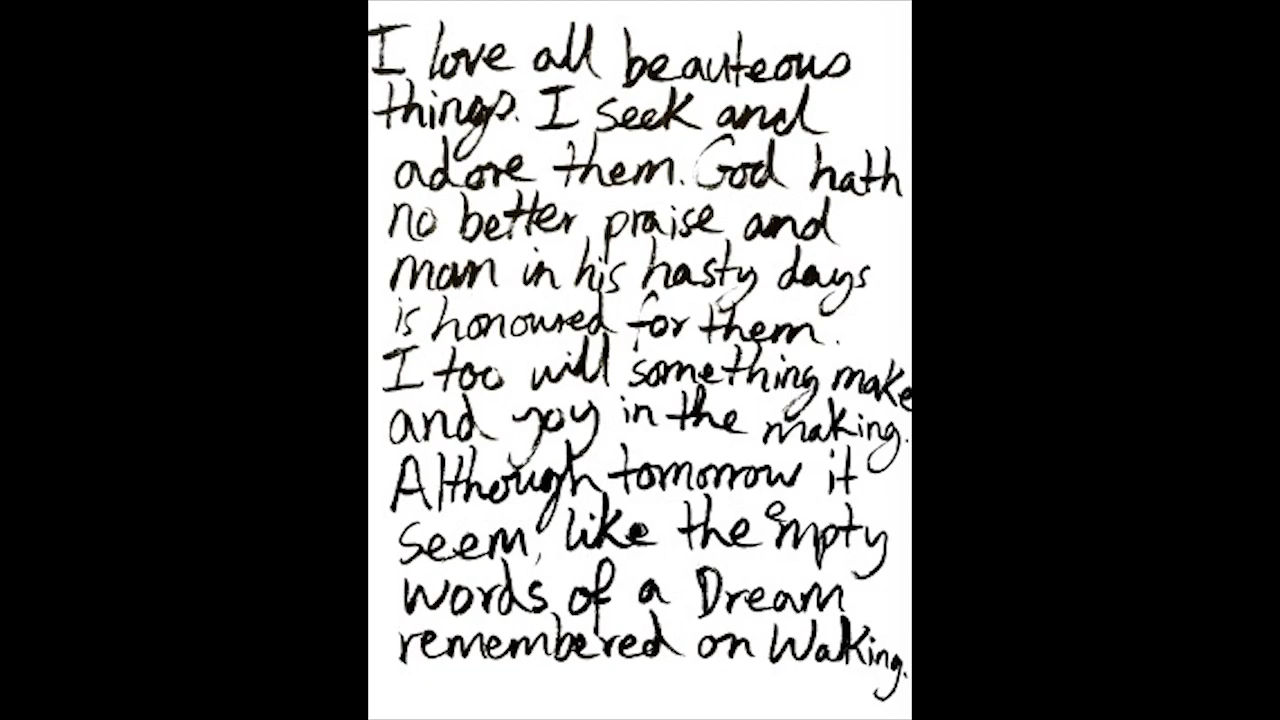 I love all beauteous
things. I seek and
adore them. God hath
no better praise and
man in his hasty days
is honoured for them.
I too will something make
and joy in the making.
Although tomorrow it
seem, like the empty
words of a Dream
remembered on Waking.